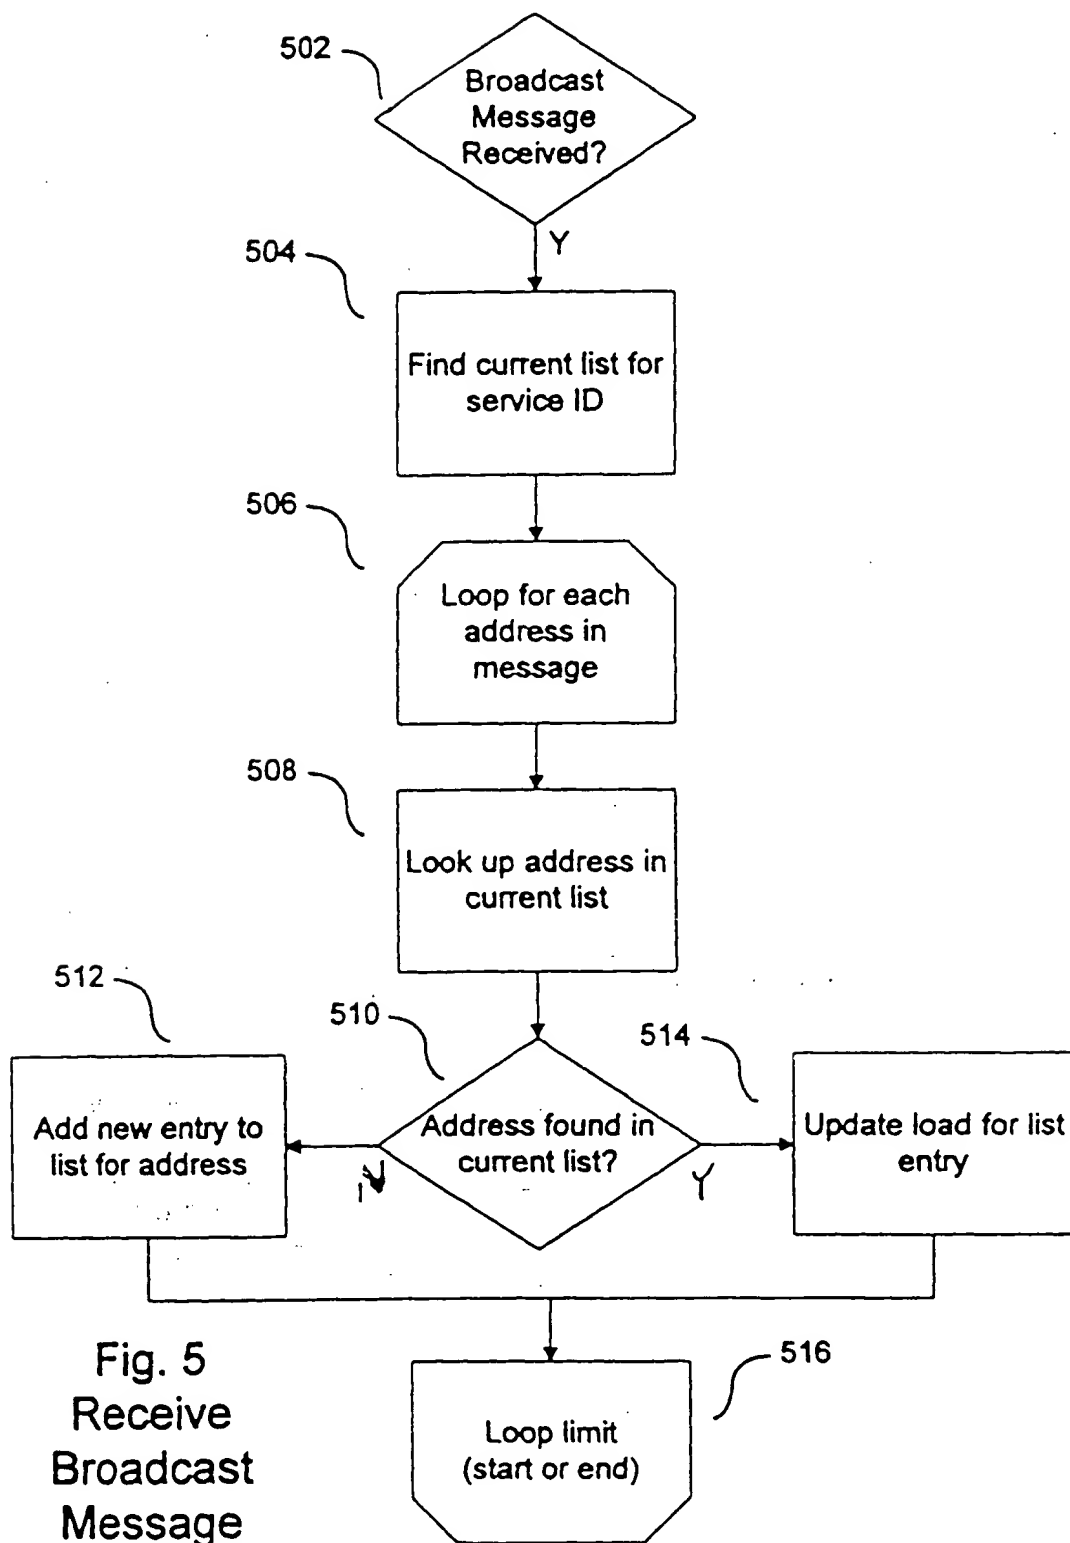 502
Broadcast
Message
Received?
Y
504
Find current list for
service ID
506
Loop for each
address in
message
508
Look up address in
current list
512
510
514
Add new entry to
list for address
Address found in
current list?
Update load for list
entry
N
Y
516
Loop limit
(start or end)
Fig. 5
Receive
Broadcast
Message